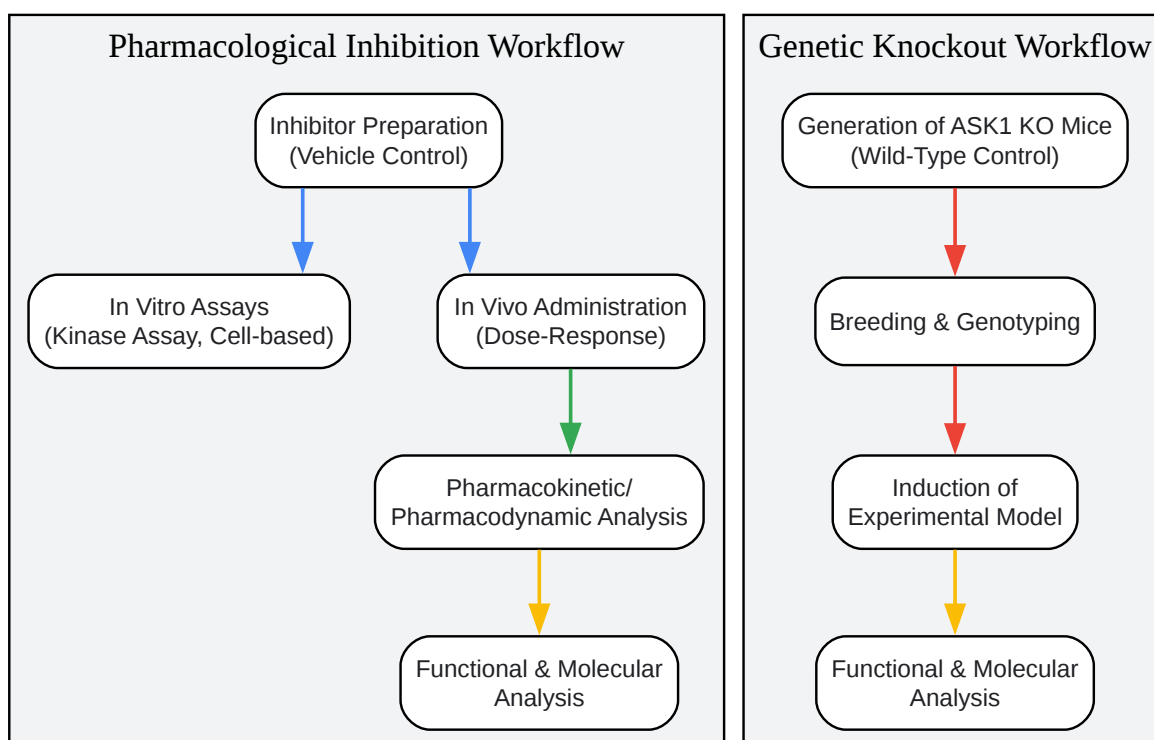 Pharmacological Inhibition Workflow
Inhibitor Preparation
(Vehicle Control)
In Vitro Assays
(Kinase Assay, Cell-based)
In Vivo Administration
(Dose-Response)
Pharmacokinetic/
Pharmacodynamic Analysis
Functional & Molecular
Analysis
Genetic Knockout Workflow
Generation of ASK1 KO Mice
(Wild-Type Control)
Breeding & Genotyping
Induction of
Experimental Model
Functional & Molecular
Analysis